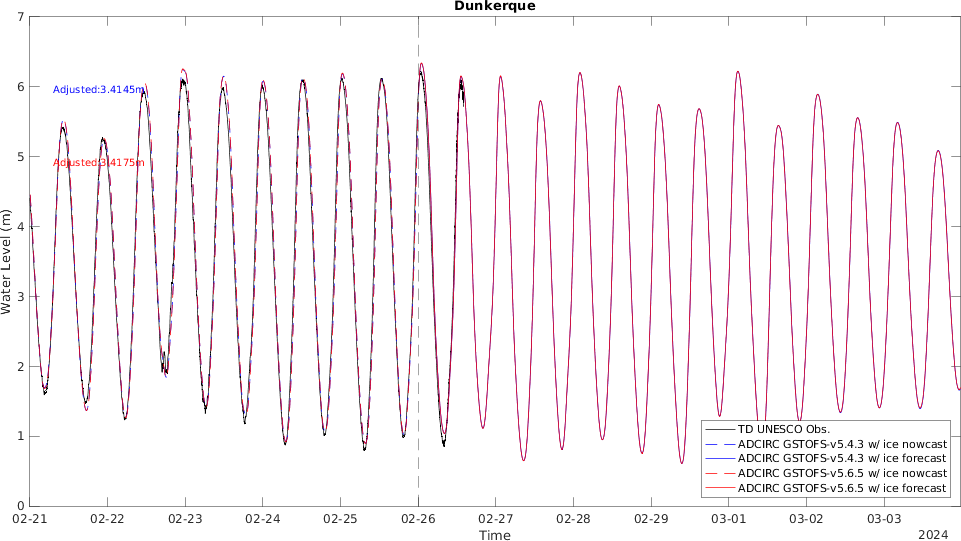 Dunkerque
7
6
5
4
3
2
1
0
Water Level (m)
Adjusted:3.4145m
Adjusted:3.4175m
TD UNESCO Obs.
ADCIRC GSTOFS-v5.4.3 w/ ice nowcast
ADCIRC GSTOFS-v5.4.3 w/ ice forecast
ADCIRC GSTOFS-v5.6.5 w/ ice nowcast
ADCIRC GSTOFS-v5.6.5 w/ ice forecast
02-21 02-22 02-23 02-24 02-25 02-26 02-27 02-28 02-29 03-01 03-02 03-03
Time
2024